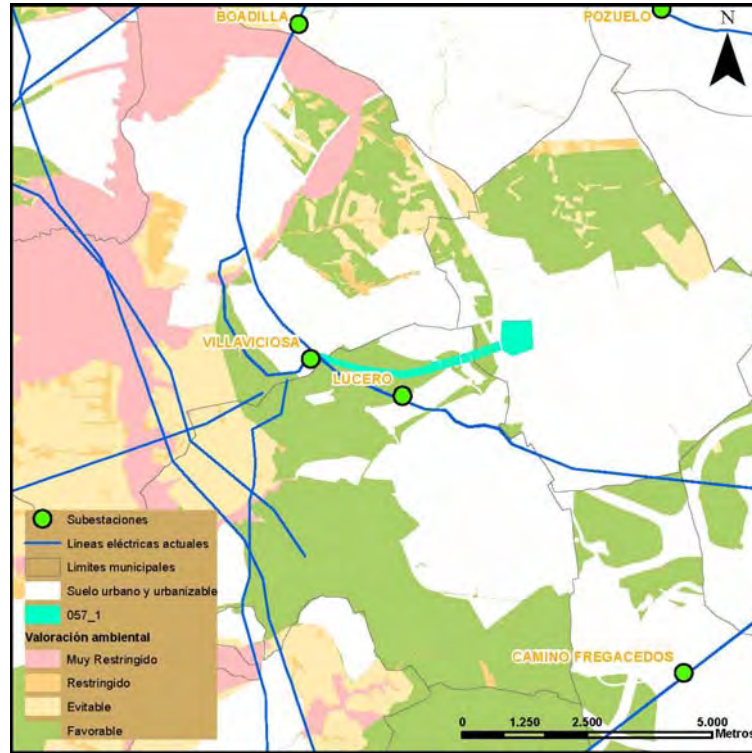 BOADILLA
POZUELO
N
VILLAVICIOSA
LUCERO
CAMINO FREGACEDOS
Subestaciones
Líneas eléctricas actuales
Limites municipales
Suelo urbano y urbanizable
057_1
Valoración ambiental
Muy Restringido
Restringido
Evitable
Favorable
0 1.250 2.500 5.000
Metros